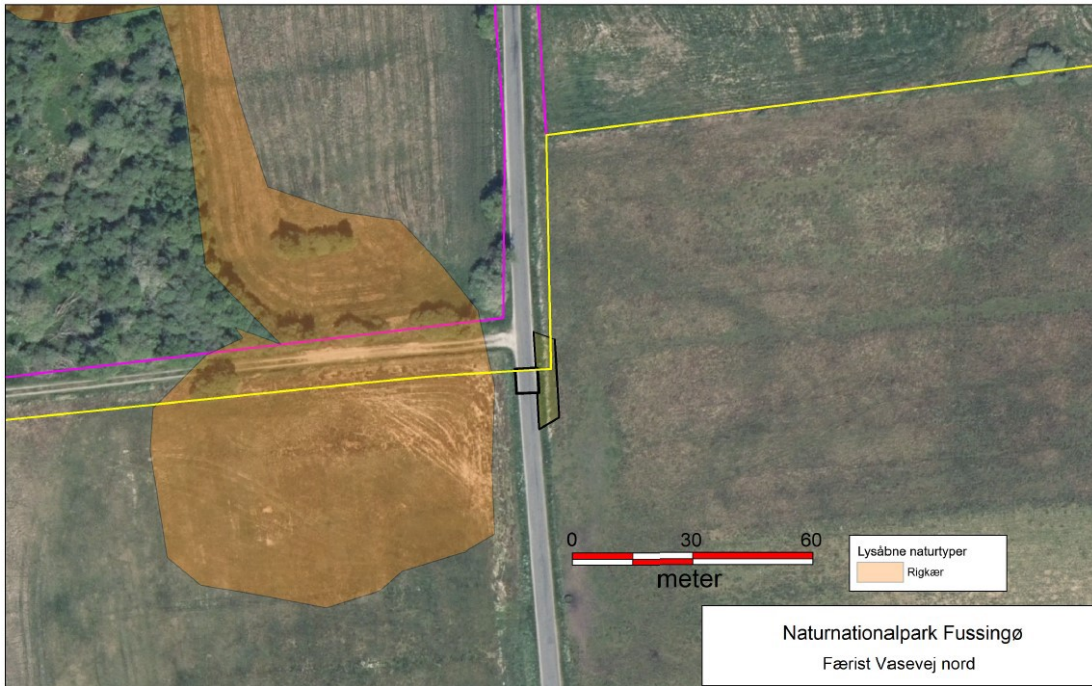 0 30 60
meter
Lysåbne naturtyper
Rigkær
Naturnationalpark Fussingø
Færist Vasevej nord